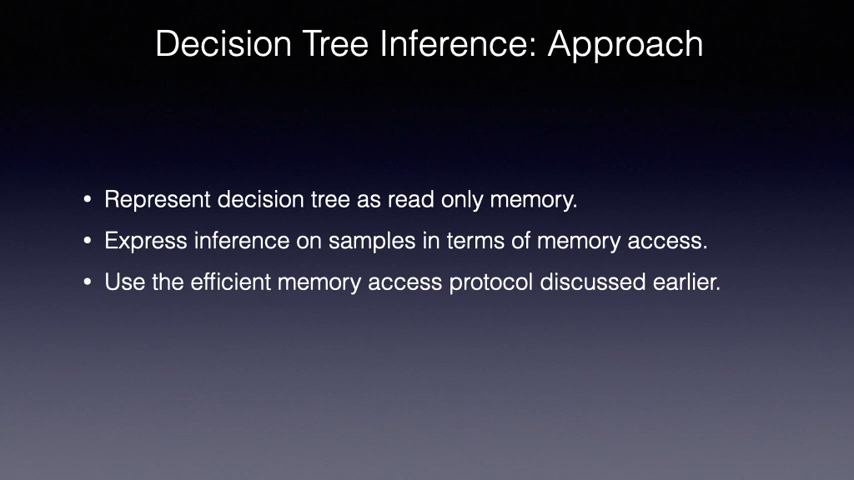 Decision Tree Inference: Approach
• Represent decision tree as read only memory.
• Express inference on samples in terms of memory access.
• Use the efficient memory access protocol discussed earlier.